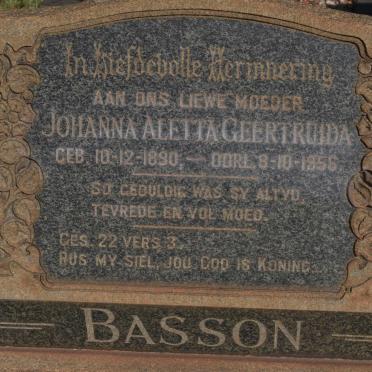 In Liefdevolle Herinnering
AAN ONS LIEWE MOEDER
JOHANNA ALETTA GEERTRUIDA
GEB. 10-12-1890, — OORL. 8-10-1956.
SO GEDULDIG WAS SY ALTYD,
TEVREDE EN VOL MOED.
GES. 22 VERS 3.
RUS MY SIEL, JOU GOD IS KONING.
BASSON